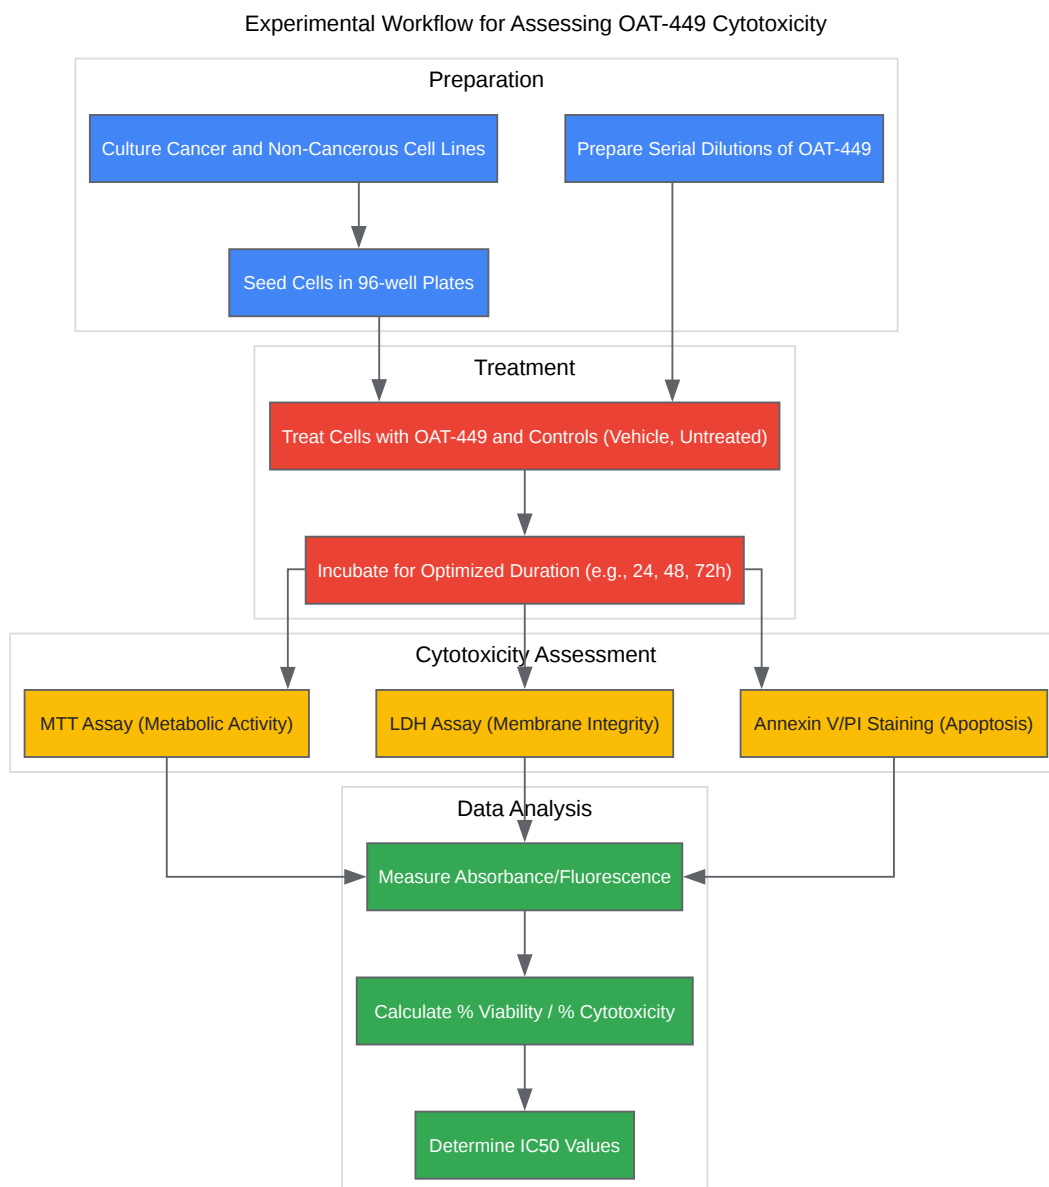 Experimental Workflow for Assessing OAT-449 Cytotoxicity
Preparation
Culture Cancer and Non-Cancerous Cell Lines
Prepare Serial Dilutions of OAT-449
Seed Cells in 96-well Plates
Treatment
Treat Cells with OAT-449 and Controls (Vehicle, Untreated)
Incubate for Optimized Duration (e.g., 24, 48, 72h)
Cytotoxicity Assessment
MTT Assay (Metabolic Activity)
LDH Assay (Membrane Integrity)
Annexin V/PI Staining (Apoptosis)
Data Analysis
Measure Absorbance/Fluorescence
Calculate % Viability / % Cytotoxicity
Determine IC50 Values